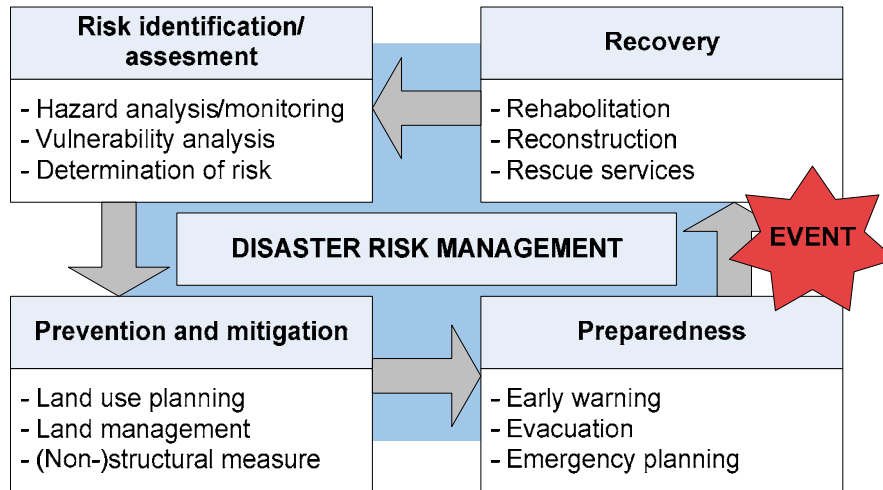 Risk identification/
assesment
- Hazard analysis/monitoring
- Vulnerability analysis
- Determination of risk
Recovery
- Rehabolitation
- Reconstruction
- Rescue services
DISASTER RISK MANAGEMENT
EVENT
Prevention and mitigation
- Land use planning
- Land management
- (Non-)structural measure
Preparedness
- Early warning
- Evacuation
- Emergency planning